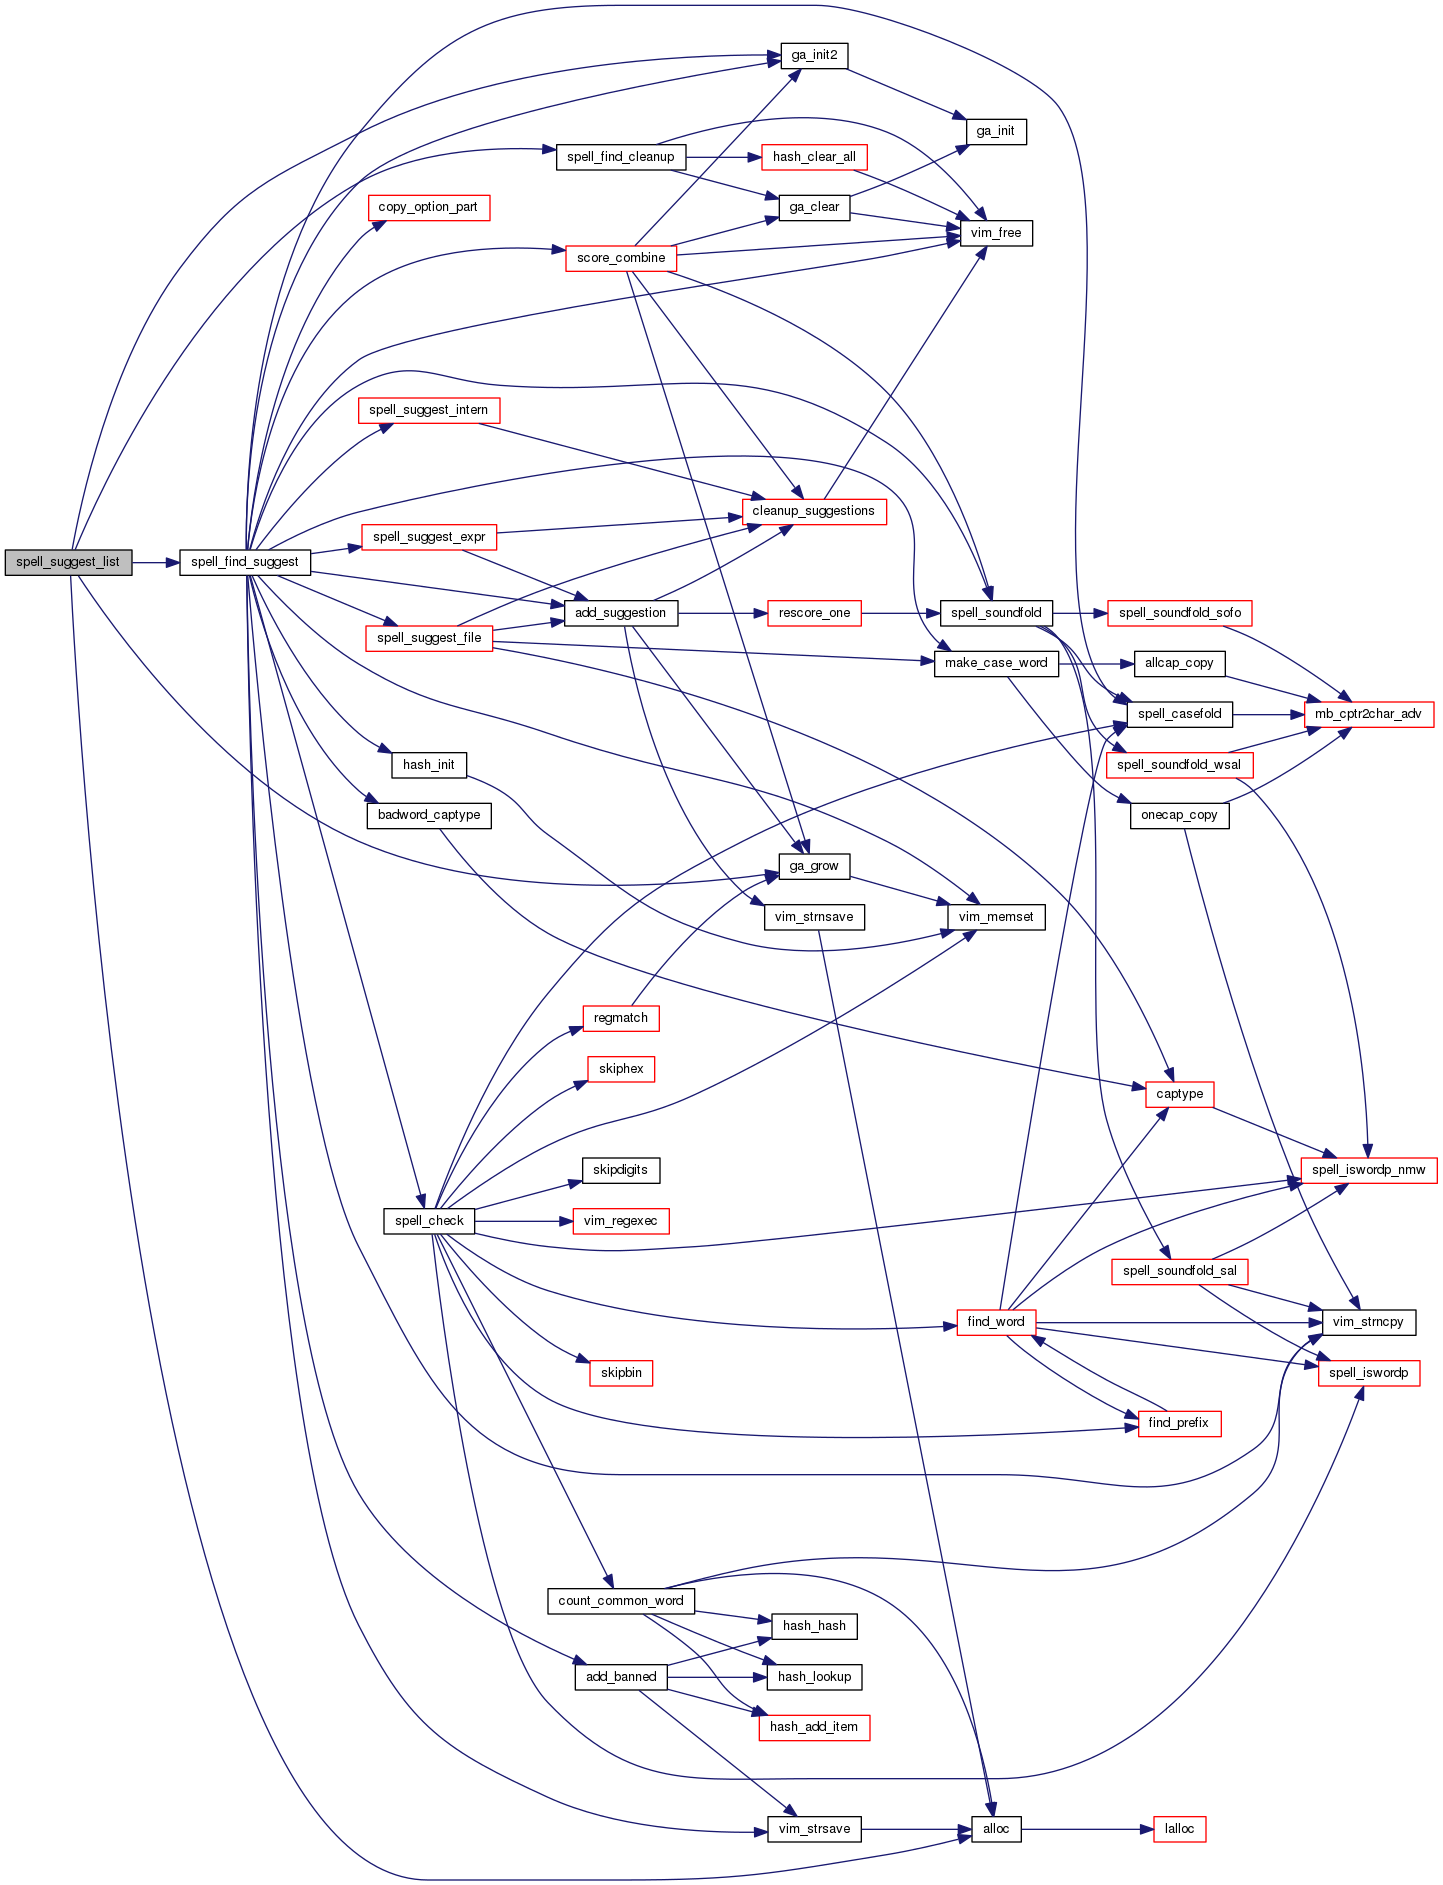 ga_init2
ga_init
spell_find_cleanup
hash_clear_all
copy_option_part
ga_clear
vim_free
score_combine
spell_suggest_intern
cleanup_suggestions
spell_suggest_expr
spell_suggest_list
spell_find_suggest
add_suggestion
rescore_one
spell_soundfold
spell_soundfold_sofo
spell_suggest_file
make_case_word
allcap_copy
spell_casefold
mb_cptr2char_adv
hash_init
spell_soundfold_wsal
badword_captype
onecap_copy
ga_grow
vim_strnsave
vim_memset
regmatch
skiphex
captype
skipdigits
spell_iswordp_nmw
spell_check
vim_regexec
spell_soundfold_sal
find_word
vim_strncpy
skipbin
spell_iswordp
find_prefix
count_common_word
hash_hash
add_banned
hash_lookup
hash_add_item
vim_strsave
alloc
lalloc